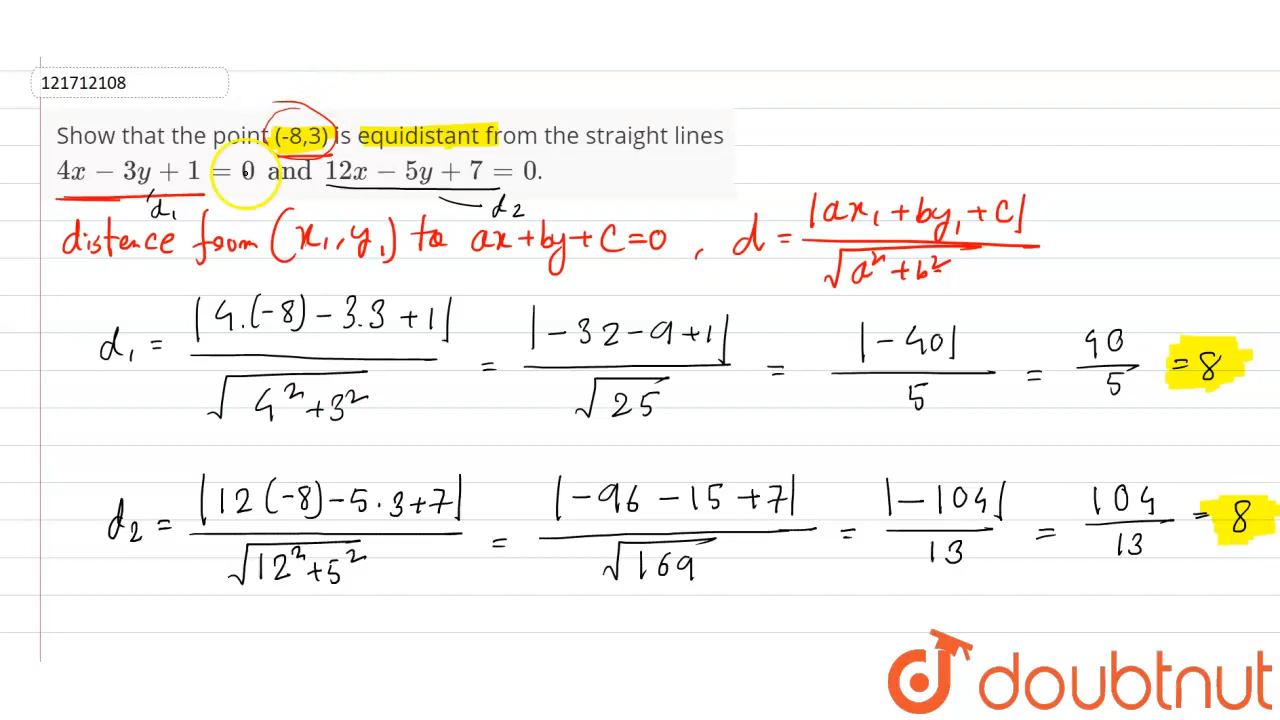 121712108
Show that the point (-8,3) is equidistant from the straight lines
4x − 3y + 1 = 0 and 12x − 5y + 7 = 0.
d₁ d₂
distence from (x₁, y₁) to ax+by+c=0 , d = |ax₁ + by₁ + c| / √(a² + b²)
d₁ = |4.(-8) - 3.3 + 1| / √(4² + 3²) = |-32 - 9 + 1| / √25 = |-40| / 5 = 40 / 5 = 8
d₂ = |12(-8) - 5.3 + 7| / √(12² + 5²) = |-96 - 15 + 7| / √169 = |-104| / 13 = 104 / 13 = 8
doubtnut